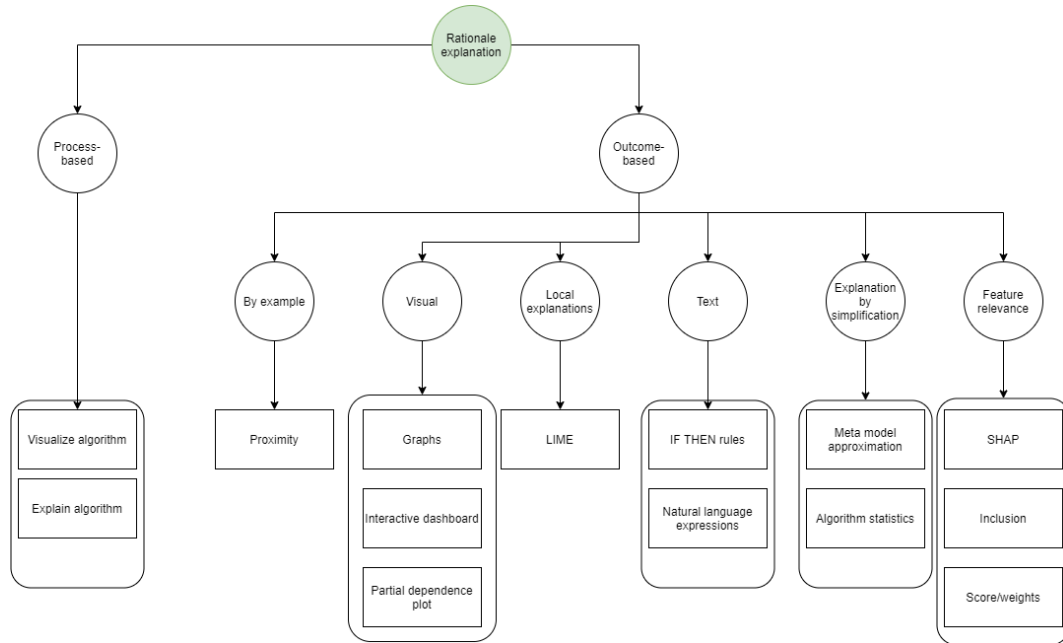 Rationale
explanation
Process-
based
Outcome-
based
By example
Visual
Local
explanations
Text
Explanation
by
simplification
Feature
relevance
Visualize algorithm
Explain algorithm
Proximity
Graphs
Interactive dashboard
Partial dependence
plot
LIME
IF THEN rules
Natural language
expressions
Meta model
approximation
Algorithm statistics
SHAP
Inclusion
Score/weights